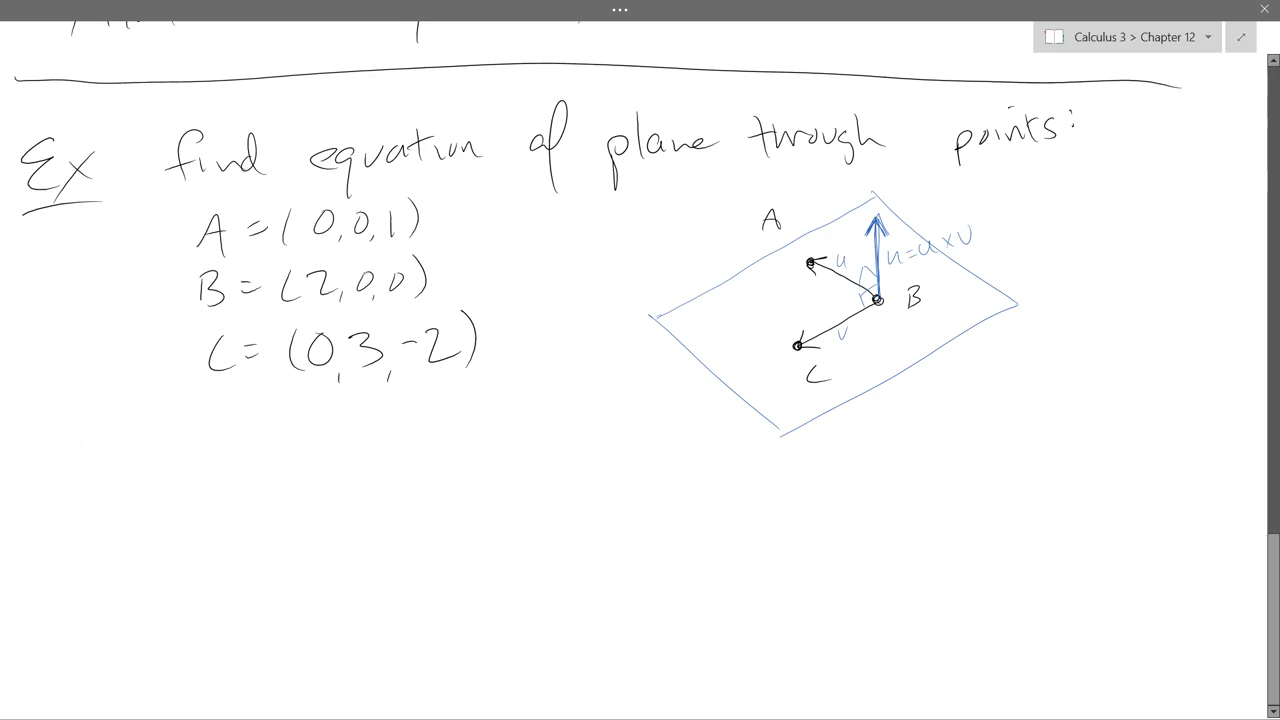 Calculus 3 > Chapter 12
Ex find equation of plane through points:
A = (0,0,1)
B = (2,0,0)
C = (0,3,-2)
A
u
n=u×v
B
v
C